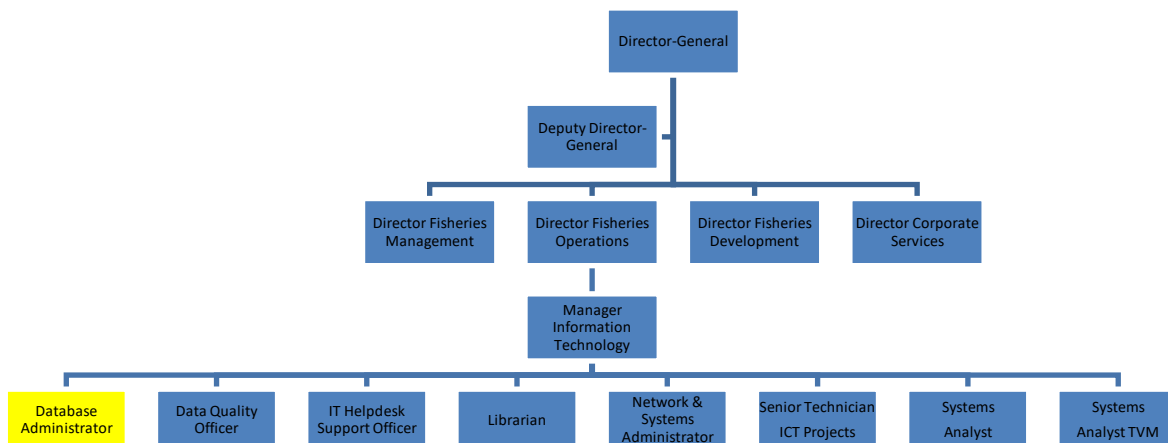 Director-General
Deputy Director-
General
Director Fisheries
Management
Director Fisheries
Operations
Director Fisheries
Development
Director Corporate
Services
Manager
Information
Technology
Database
Administrator
Data Quality
Officer
IT Helpdesk
Support Officer
Librarian
Network &
Systems
Administrator
Senior Technician
ICT Projects
Systems
Analyst
Systems
Analyst TVM